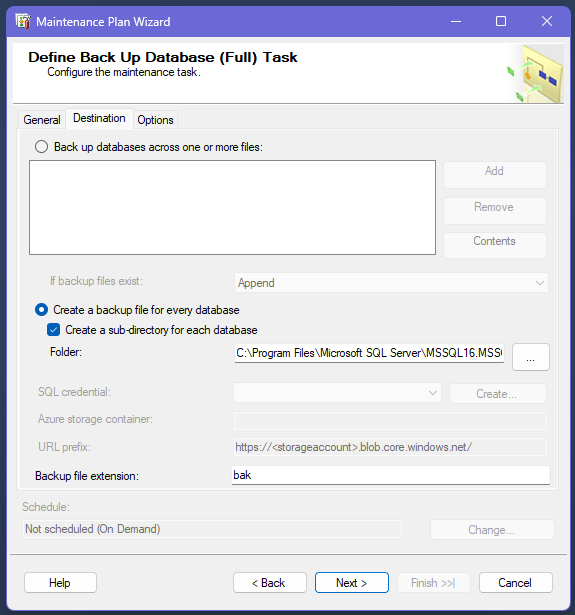 Maintenance Plan Wizard
Define Back Up Database (Full) Task
Configure the maintenance task.
General Destination Options
Back up databases across one or more files:
Add
Remove
Contents
If backup files exist: Append
Create a backup file for every database
Create a sub-directory for each database
Folder: C:\Program Files\Microsoft SQL Server\MSSQL16.MSS ...
SQL credential: Create...
Azure storage container:
URL prefix: https://<storageaccount>.blob.core.windows.net/
Backup file extension: bak
Schedule:
Not scheduled (On Demand) Change...
Help < Back Next > Finish >>| Cancel